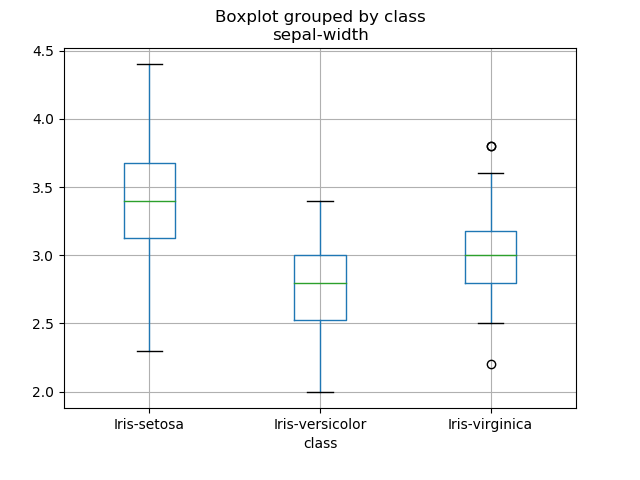 Boxplot grouped by class
sepal-width
4.5
4.0
3.5
3.0
2.5
2.0
Iris-setosa Iris-versicolor Iris-virginica
class